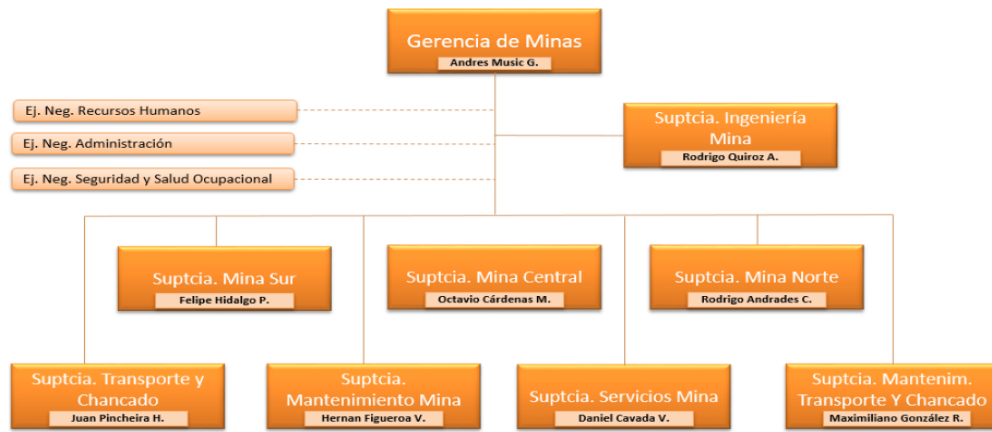 Gerencia de Minas
Andres Music G.
Ej. Neg. Recursos Humanos
Ej. Neg. Administración
Ej. Neg. Seguridad y Salud Ocupacional
Suptcia. Ingeniería
Mina
Rodrigo Quiroz A.
Suptcia. Mina Sur
Felipe Hidalgo P.
Suptcia. Mina Central
Octavio Cárdenas M.
Suptcia. Mina Norte
Rodrigo Andrades C.
Suptcia. Transporte y
Chancado
Juan Pincheira H.
Suptcia.
Mantenimiento Mina
Hernan Figueroa V.
Suptcia. Servicios Mina
Daniel Cavada V.
Suptcia. Mantenim.
Transporte Y Chancado
Maximiliano González R.